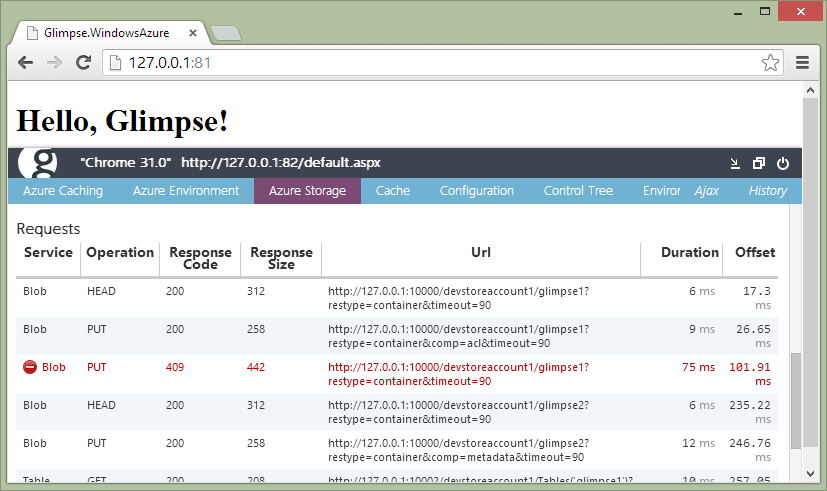 Glimpse.WindowsAzure
127.0.0.1:81
Hello, Glimpse!
g "Chrome 31.0" http://127.0.0.1:82/default.aspx
Azure Caching Azure Environment Azure Storage Cache Configuration Control Tree Enviror Ajax History
Requests
Service Operation Response Code Response Size Url Duration Offset
Blob HEAD 200 312 http://127.0.0.1:10000/devstoreaccount1/glimpse1? 6 ms 17.3
restype=container&timeout=90 ms
Blob PUT 200 258 http://127.0.0.1:10000/devstoreaccount1/glimpse1? 9 ms 26.65
restype=container&comp=acl&timeout=90 ms
Blob PUT 409 442 http://127.0.0.1:10000/devstoreaccount1/glimpse1? 75 ms 101.91
restype=container&timeout=90 ms
Blob HEAD 200 312 http://127.0.0.1:10000/devstoreaccount1/glimpse2? 6 ms 235.22
restype=container&timeout=90 ms
Blob PUT 200 258 http://127.0.0.1:10000/devstoreaccount1/glimpse2? 12 ms 246.76
restype=container&comp=metadata&timeout=90 ms
Table GET 200 208 http://127.0.0.1:10002/devstoreaccount1/Tables('glimpse1')? 10 ms 257.05